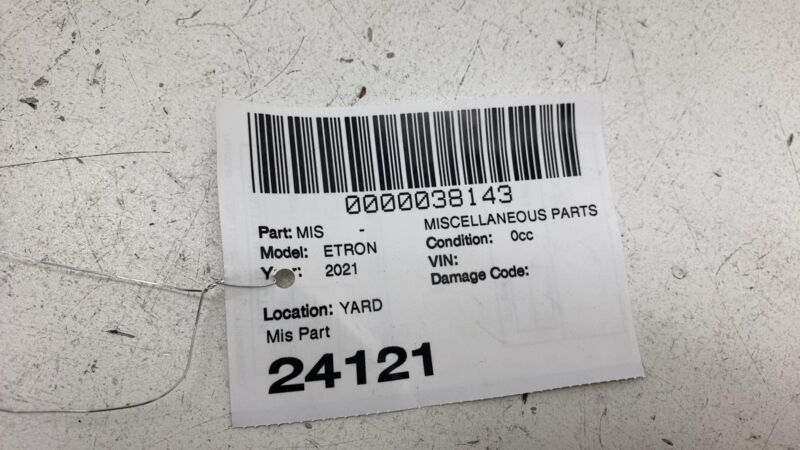 0000038143
Part: MIS - MISCELLANEOUS PARTS
Model: ETRON Condition: 0cc
Year: 2021 VIN:
Damage Code:
Location: YARD
Mis Part
24121